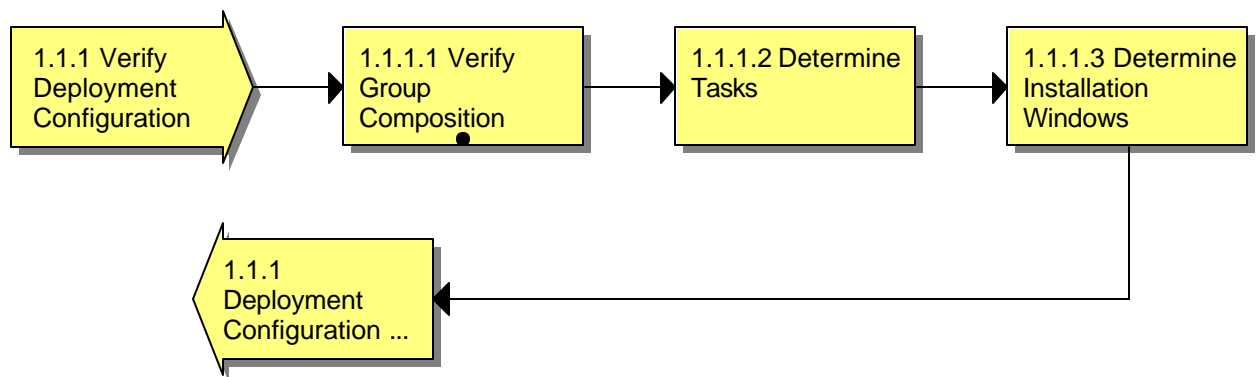 1.1.1 Verify
Deployment
Configuration
1.1.1.1 Verify
Group
Composition
1.1.1.2 Determine
Tasks
1.1.1.3 Determine
Installation
Windows
1.1.1
Deployment
Configuration ...